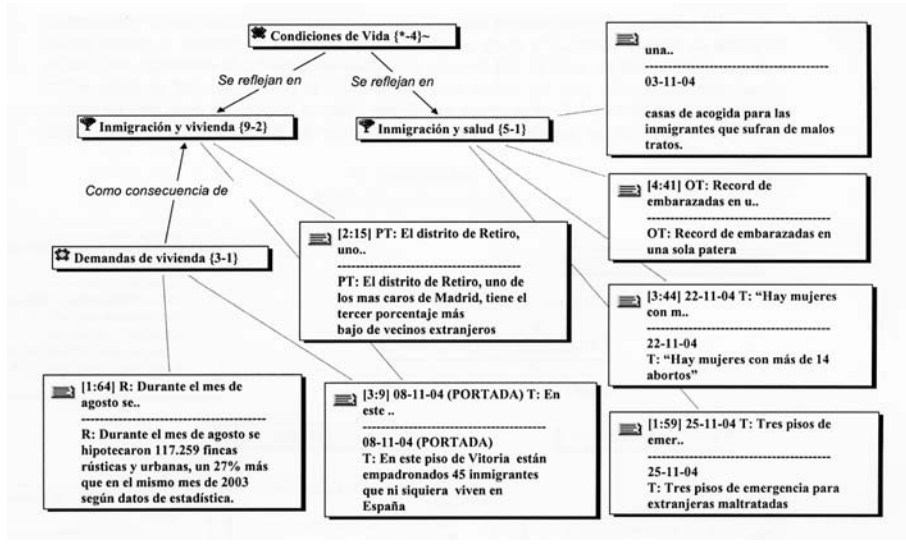 Condiciones de Vida {*-4}~
Se reflejan en
Se reflejan en
Inmigración y vivienda {9-2}
Inmigración y salud {5-1}
Como consecuencia de
Demandas de vivienda {3-1}
una..
------------------------------------
03-11-04
casas de acogida para las
inmigrantes que sufran de malos
tratos.
[4:41] OT: Record de
embarazadas en u..
------------------------------------
OT: Record de embarazadas en
una sola patera
[2:15] PT: El distrito de Retiro,
uno..
------------------------------------
PT: El distrito de Retiro, uno de
los mas caros de Madrid, tiene el
tercer porcentaje más
bajo de vecinos extranjeros
[3:44] 22-11-04 T: “Hay mujeres
con m..
------------------------------------
22-11-04
T: “Hay mujeres con más de 14
abortos”
[1:64] R: Durante el mes de
agosto se..
------------------------------------
R: Durante el mes de agosto se
hipotecaron 117.259 fincas
rústicas y urbanas, un 27% más
que en el mismo mes de 2003
según datos de estadística.
[3:9] 08-11-04 (PORTADA) T: En
este ..
------------------------------------
08-11-04 (PORTADA)
T: En este piso de Vitoria están
empadronados 45 inmigrantes
que ni siquiera viven en
España
[1:59] 25-11-04 T: Tres pisos de
emer..
------------------------------------
25-11-04
T: Tres pisos de emergencia para
extranjeras maltratadas